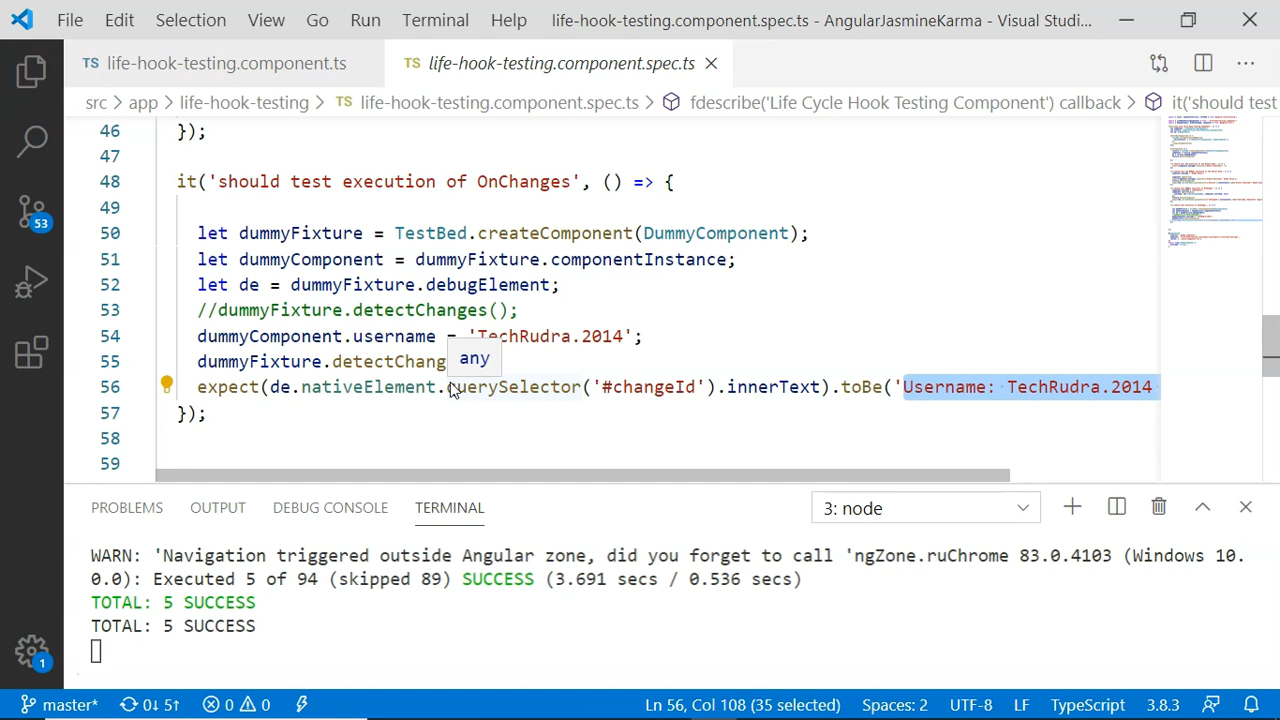 File Edit Selection View Go Run Terminal Help life-hook-testing.component.spec.ts - AngularJasmineKarma - Visual Studi...
TS life-hook-testing.component.ts TS life-hook-testing.component.spec.ts
src > app > life-hook-testing > TS life-hook-testing.component.spec.ts > fdescribe('Life Cycle Hook Testing Component') callback > it('should test
46 });
47
48 it('should test execution of changes', () => {
49
let dummyFixture = TestBed. Component(DummyComponent);
51 let dummyComponent = dummyFixture.componentInstance;
52 let de = dummyFixture.debugElement;
53 //dummyFixture.detectChanges();
54 dummyComponent.username = 'TechRudra.2014';
55 dummyFixture.detectChang any
56 expect(de.nativeElement.querySelector('#changeId').innerText).toBe('Username: TechRudra.2014
57 });
58
59
PROBLEMS OUTPUT DEBUG CONSOLE TERMINAL 3: node
WARN: 'Navigation triggered outside Angular zone, did you forget to call 'ngZone.ruChrome 83.0.4103 (Windows 10.
0.0): Executed 5 of 94 (skipped 89) SUCCESS (3.691 secs / 0.536 secs)
TOTAL: 5 SUCCESS
TOTAL: 5 SUCCESS
53
1
master* 0↓ 5↑ 0 0 Ln 56, Col 108 (35 selected) Spaces: 2 UTF-8 LF TypeScript 3.8.3